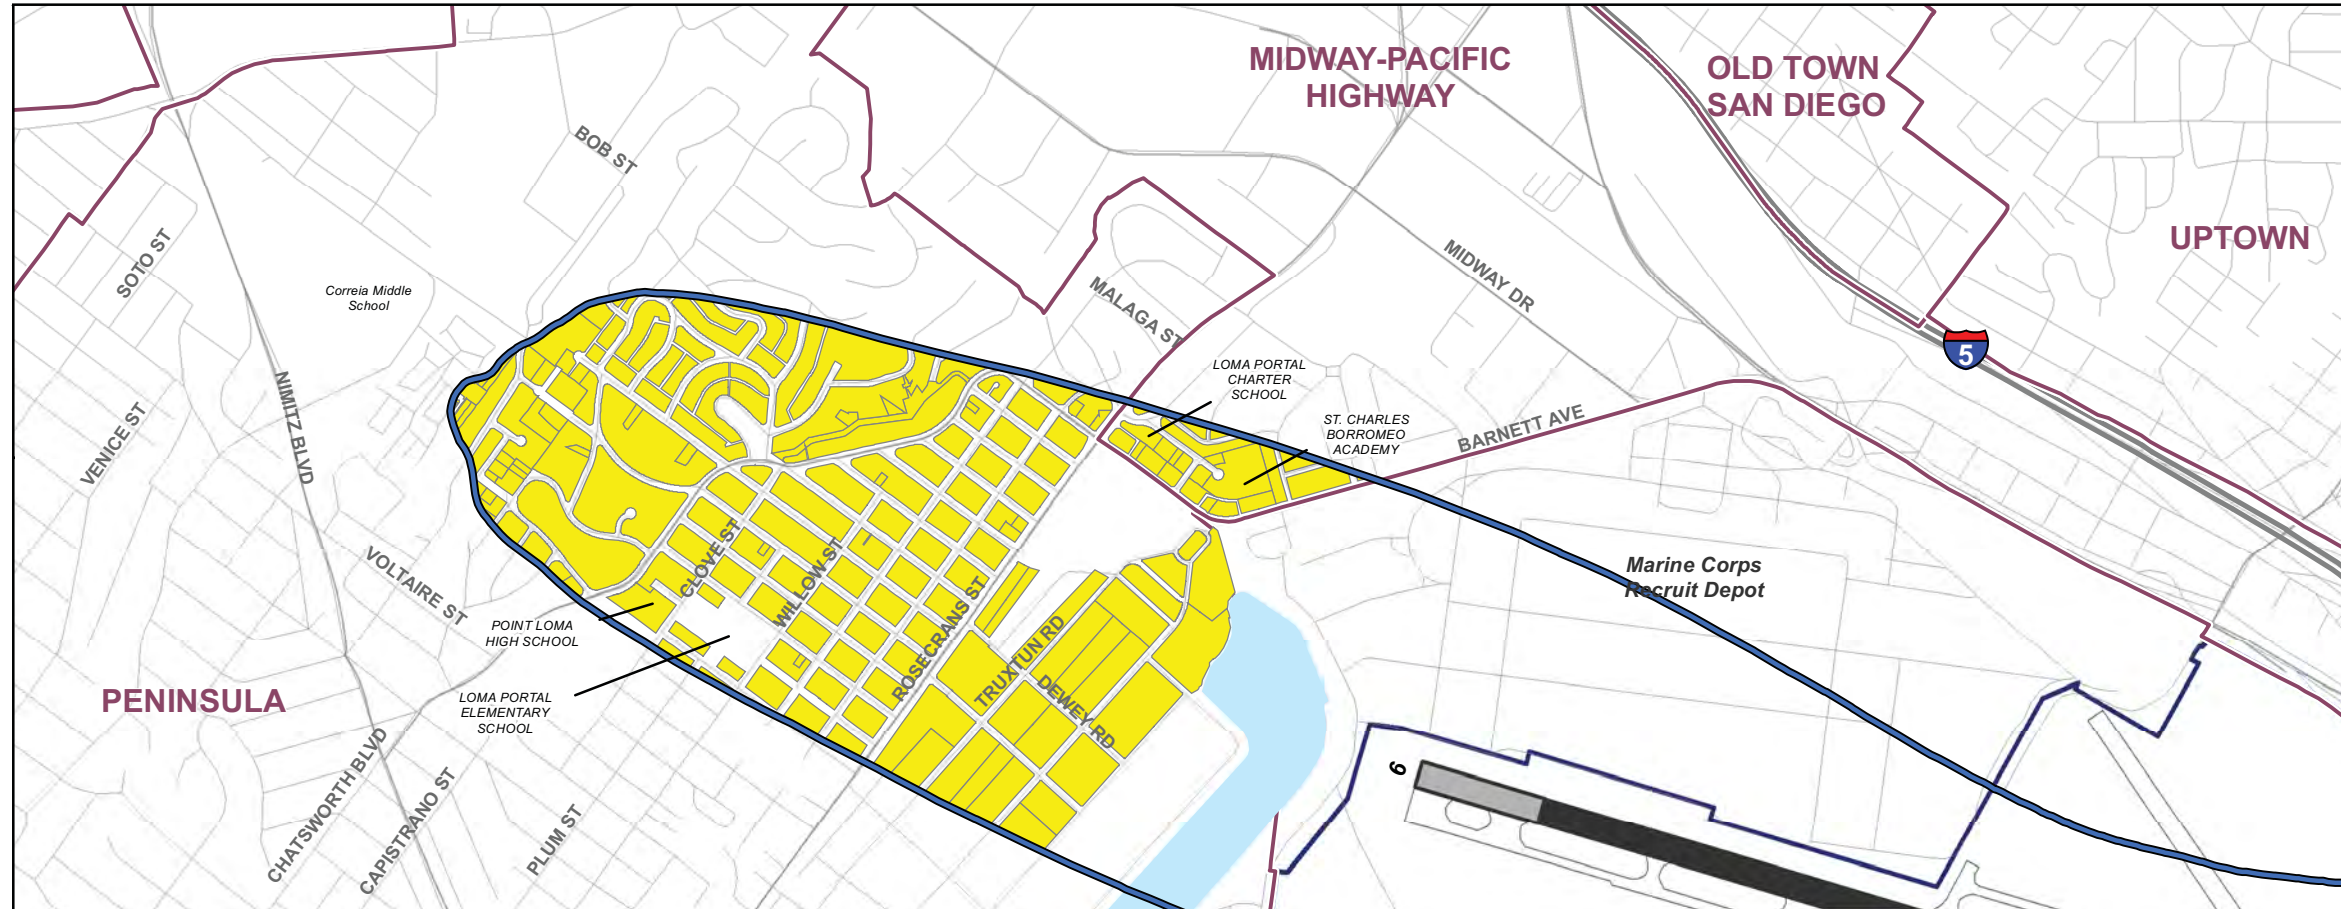 MIDWAY-PACIFIC
HIGHWAY
OLD TOWN
SAN DIEGO
UPTOWN
BOB ST
SOTO ST
Correia Middle
School
MALAGA ST
MIDWAY DR
5
NIMITZ BLVD
VENICE ST
LOMA PORTAL
CHARTER
SCHOOL
ST. CHARLES
BORROMEO
ACADEMY
BARNETT AVE
VOLTAIRE ST
CLOVE ST
WILLOW ST
ROSECRANS ST
TRUXTUN RD
DEWEY RD
Marine Corps
Recruit Depot
POINT LOMA
HIGH SCHOOL
LOMA PORTAL
ELEMENTARY
SCHOOL
PENINSULA
CHATSWORTH BLVD
CAPISTRANO ST
PLUM ST
9